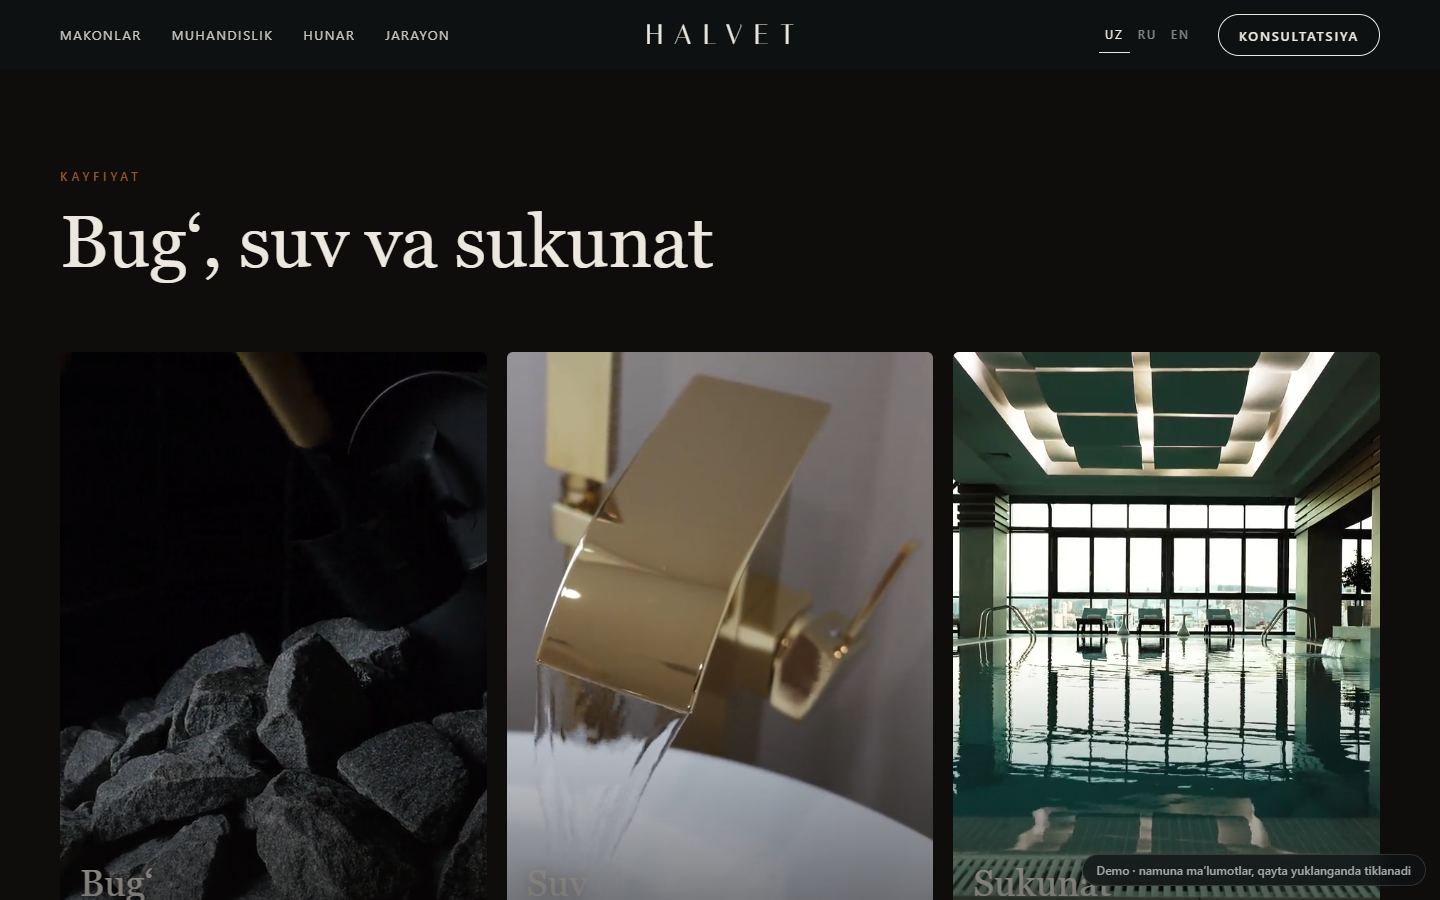 MAKONLAR MUHANDISLIK HUNAR JARAYON HALVET UZ RU EN KONSULTATSIYA
KAYFIYAT
Bug‘, suv va sukunat
Bug‘ Suv Sukunat
Demo · namuna ma’lumotlar, qayta yuklanganda tiklanadi